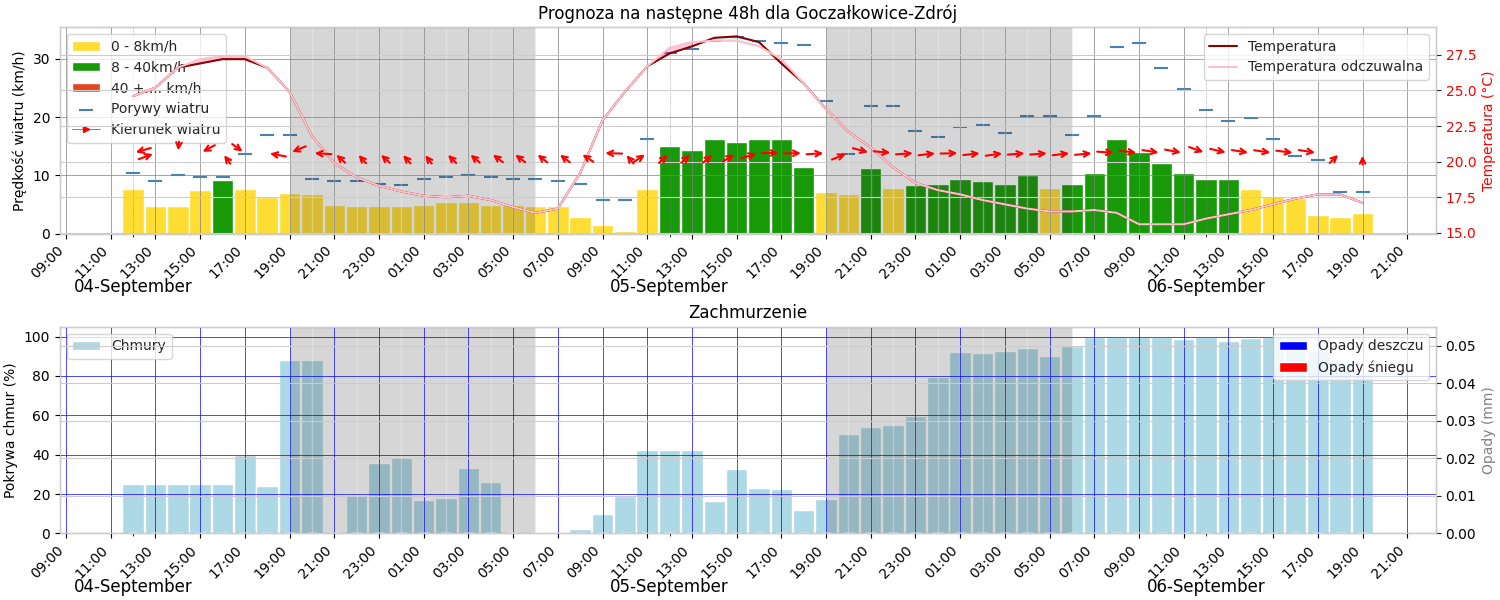 Prognoza na następne 48h dla Goczałkowice-Zdrój
Prędkość wiatru (km/h)
30
20
10
0
0 - 8km/h
8 - 40km/h
40 +.... km/h
Porywy wiatru
Kierunek wiatru
Temperatura
Temperatura odczuwalna
27.5
25.0
22.5
20.0
17.5
15.0
Temperatura (°C)
09:00 11:00 13:00 15:00 17:00 19:00 21:00 23:00 01:00 03:00 05:00 07:00 09:00 11:00 13:00 15:00 17:00 19:00 21:00 23:00 01:00 03:00 05:00 07:00 09:00 11:00 13:00 15:00 17:00 19:00 21:00
04-September 05-September 06-September
Zachmurzenie
Pokrywa chmur (%)
100
80
60
40
20
0
Chmury
Opady deszczu
Opady śniegu
0.05
0.04
0.03
0.02
0.01
0.00
Opady (mm)
09:00 11:00 13:00 15:00 17:00 19:00 21:00 23:00 01:00 03:00 05:00 07:00 09:00 11:00 13:00 15:00 17:00 19:00 21:00 23:00 01:00 03:00 05:00 07:00 09:00 11:00 13:00 15:00 17:00 19:00 21:00
04-September 05-September 06-September